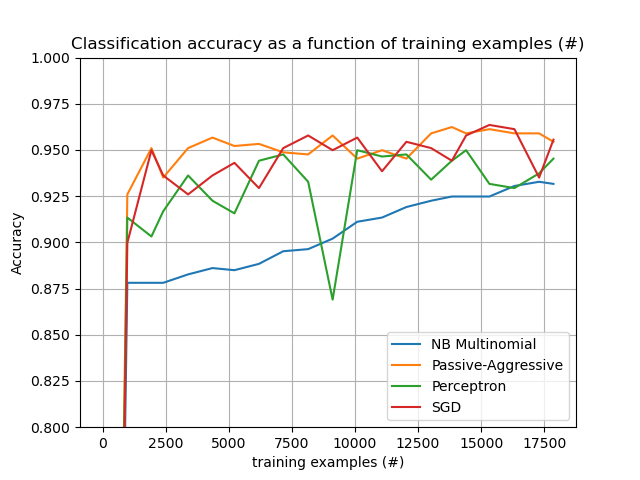 Classification accuracy as a function of training examples (#)
1.000
0.975
0.950
0.925
0.900
0.875
0.850
0.825
0.800
Accuracy
0
2500
5000
7500
10000
12500
15000
17500
training examples (#)
NB Multinomial
Passive-Aggressive
Perceptron
SGD